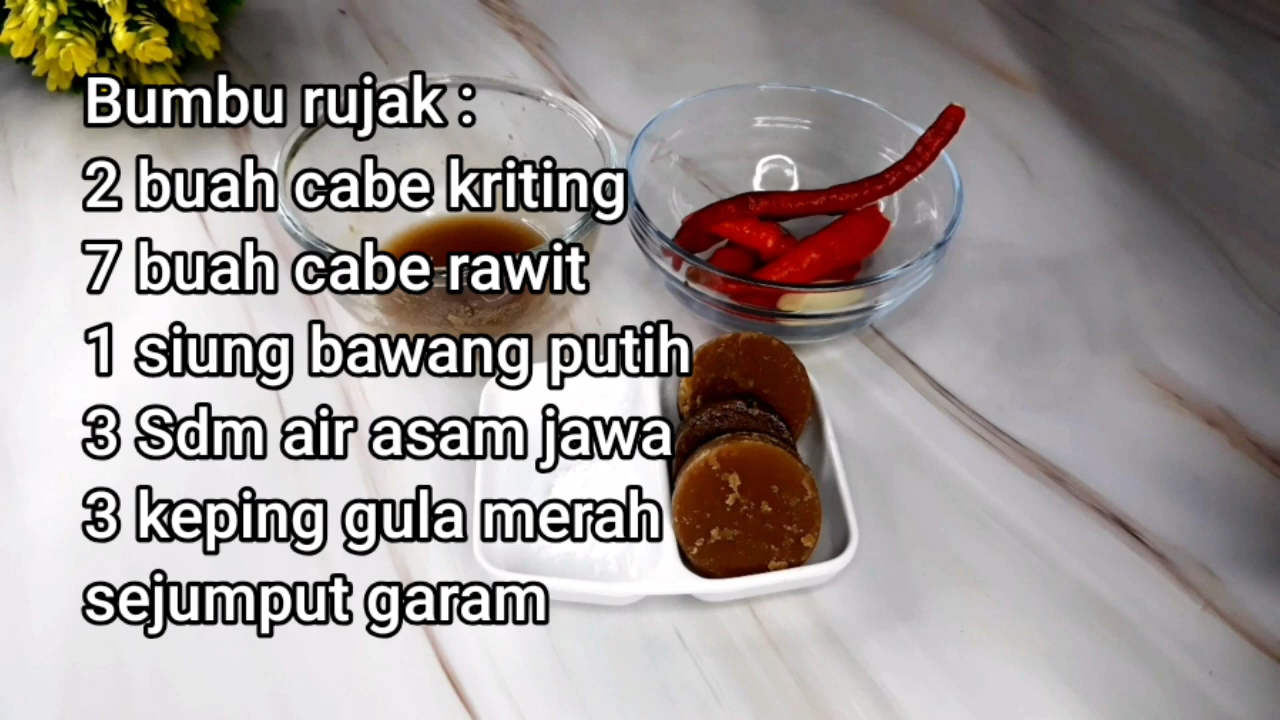 Bumbu rujak :
2 buah cabe kriting
7 buah cabe rawit
1 siung bawang putih
3 Sdm air asam jawa
3 keping gula merah
sejumput garam